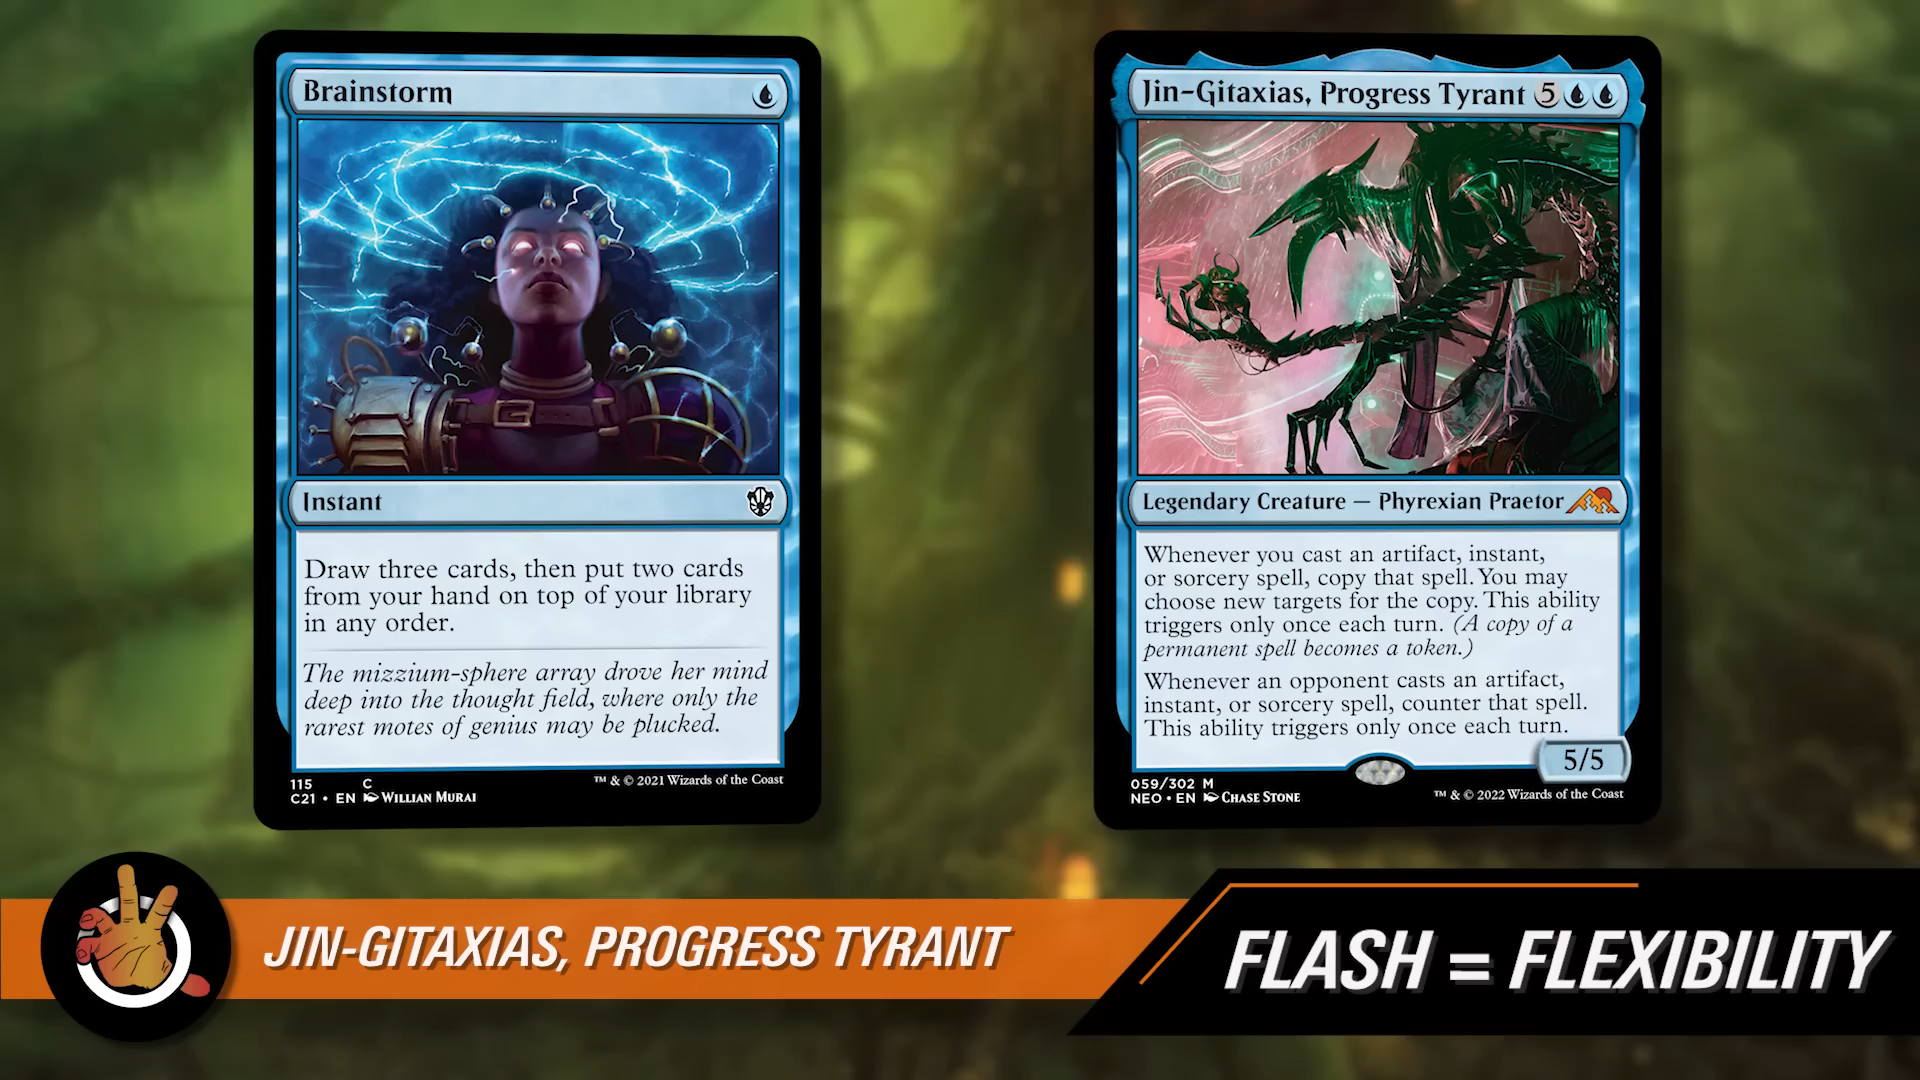 Brainstorm
Instant
Draw three cards, then put two cards
from your hand on top of your library
in any order.
The mizzium-sphere array drove her mind
deep into the thought field, where only the
rarest motes of genius may be plucked.
115 C
C21 • EN WILLIAN MURAI
™ & © 2021 Wizards of the Coast
Jin-Gitaxias, Progress Tyrant 5
Legendary Creature — Phyrexian Praetor
Whenever you cast an artifact, instant,
or sorcery spell, copy that spell. You may
choose new targets for the copy. This ability
triggers only once each turn. (A copy of a
permanent spell becomes a token.)
Whenever an opponent casts an artifact,
instant, or sorcery spell, counter that spell.
This ability triggers only once each turn.
5/5
059/302 M
NEO • EN CHASE STONE
™ & © 2022 Wizards of the Coast
JIN-GITAXIAS, PROGRESS TYRANT
FLASH = FLEXIBILITY